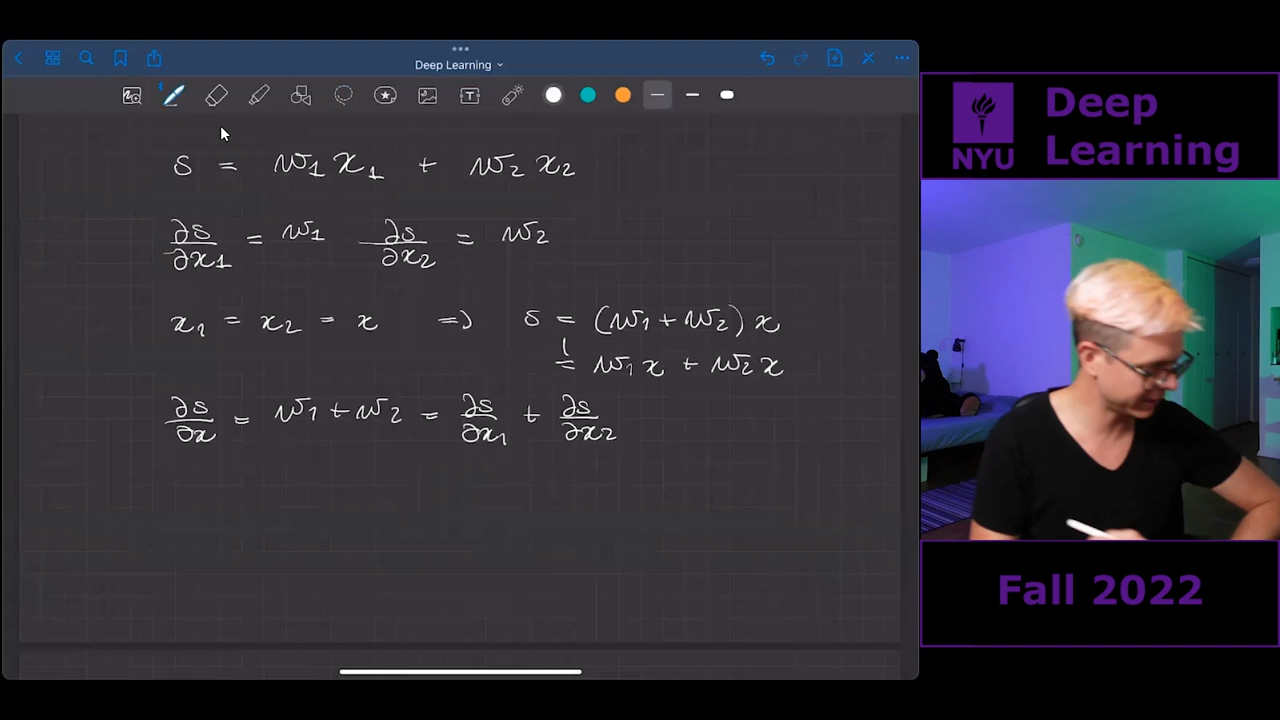 Deep Learning
s = w1 x1 + w2 x2
∂s/∂x1 = w1 ∂s/∂x2 = w2
x1 = x2 = x ⇒ s = (w1 + w2) x
!= w1 x + w2 x
∂s/∂x = w1 + w2 = ∂s/∂x1 + ∂s/∂x2
NYU
Deep
Learning
Fall 2022